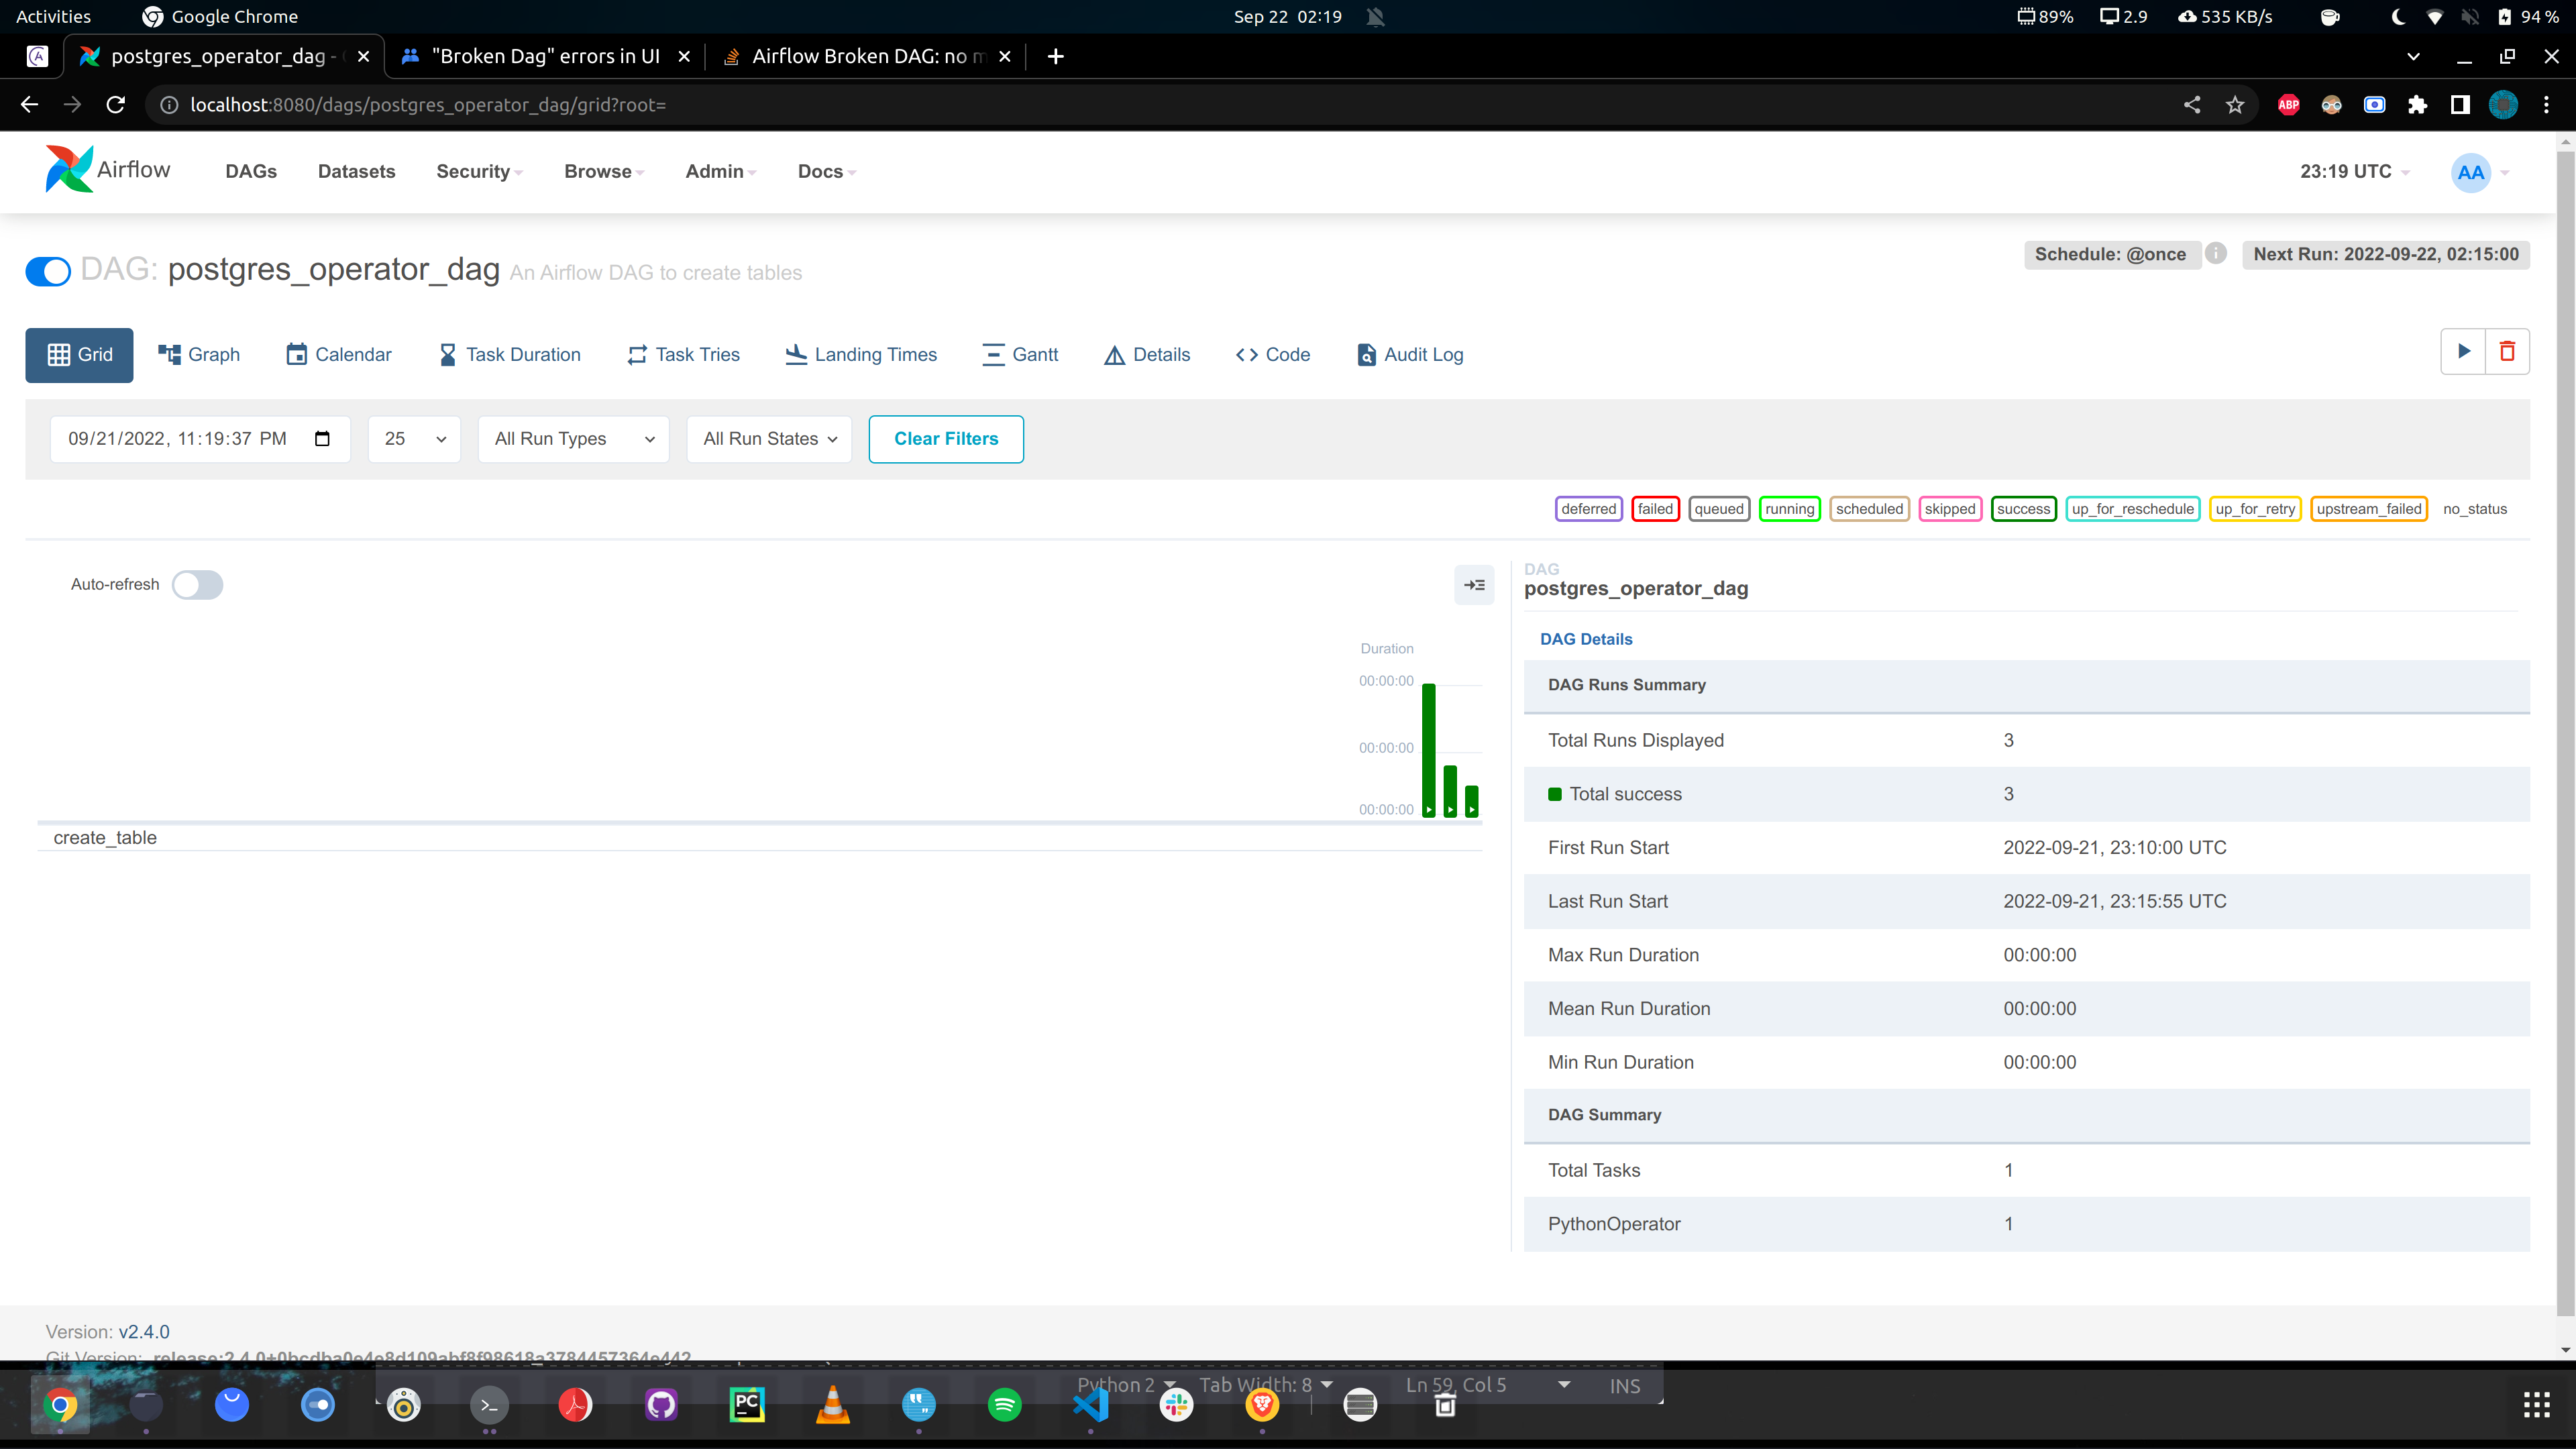 Activities
Google Chrome
Sep 22 02:19
89%
2.9
535 KB/s
94 %
postgres_operator_dag -
"Broken Dag" errors in UI
Airflow Broken DAG: no m
localhost:8080/dags/postgres_operator_dag/grid?root=
ABP
Airflow
DAGs
Datasets
Security
Browse
Admin
Docs
23:19 UTC
AA
DAG: postgres_operator_dag An Airflow DAG to create tables
Schedule: @once
i
Next Run: 2022-09-22, 02:15:00
Grid
Graph
Calendar
Task Duration
Task Tries
Landing Times
Gantt
Details
Code
Audit Log
09/21/2022, 11:19:37 PM
25
All Run Types
All Run States
Clear Filters
deferred
failed
queued
running
scheduled
skipped
success
up_for_reschedule
up_for_retry
upstream_failed
no_status
Auto-refresh
Duration
00:00:00
00:00:00
00:00:00
create_table
DAG
postgres_operator_dag
DAG Details
DAG Runs Summary
Total Runs Displayed 3
Total success 3
First Run Start 2022-09-21, 23:10:00 UTC
Last Run Start 2022-09-21, 23:15:55 UTC
Max Run Duration 00:00:00
Mean Run Duration 00:00:00
Min Run Duration 00:00:00
DAG Summary
Total Tasks 1
PythonOperator 1
Version: v2.4.0
Git Version: .release:2.4.0+0bcdba0e4e8d109abf8f98618a3784457364e442
Python 2
Tab Width: 8
Ln 59, Col 5
INS
PC